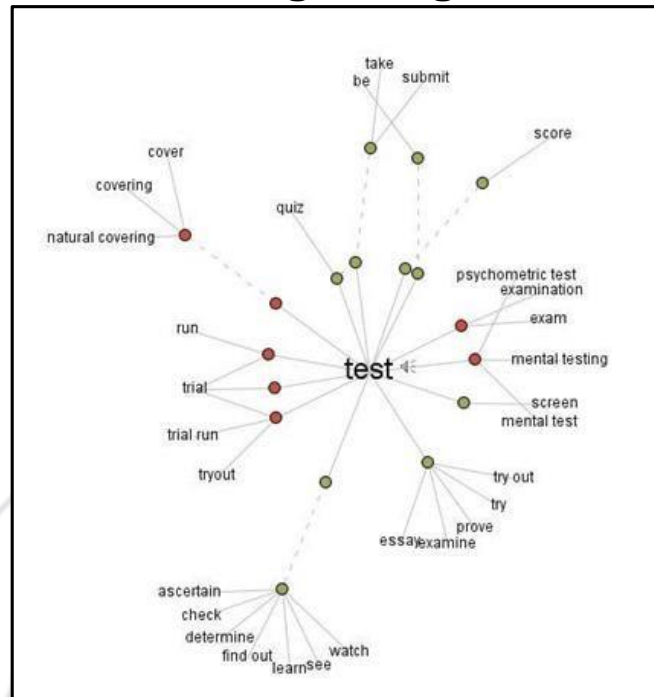 take
be
submit
score
cover
covering
natural covering
quiz
psychometric test
examination
exam
run
test
mental testing
trial
screen
mental test
trial run
tryout
try out
try
prove
essay
examine
ascertain
check
determine
find out
learn
see
watch